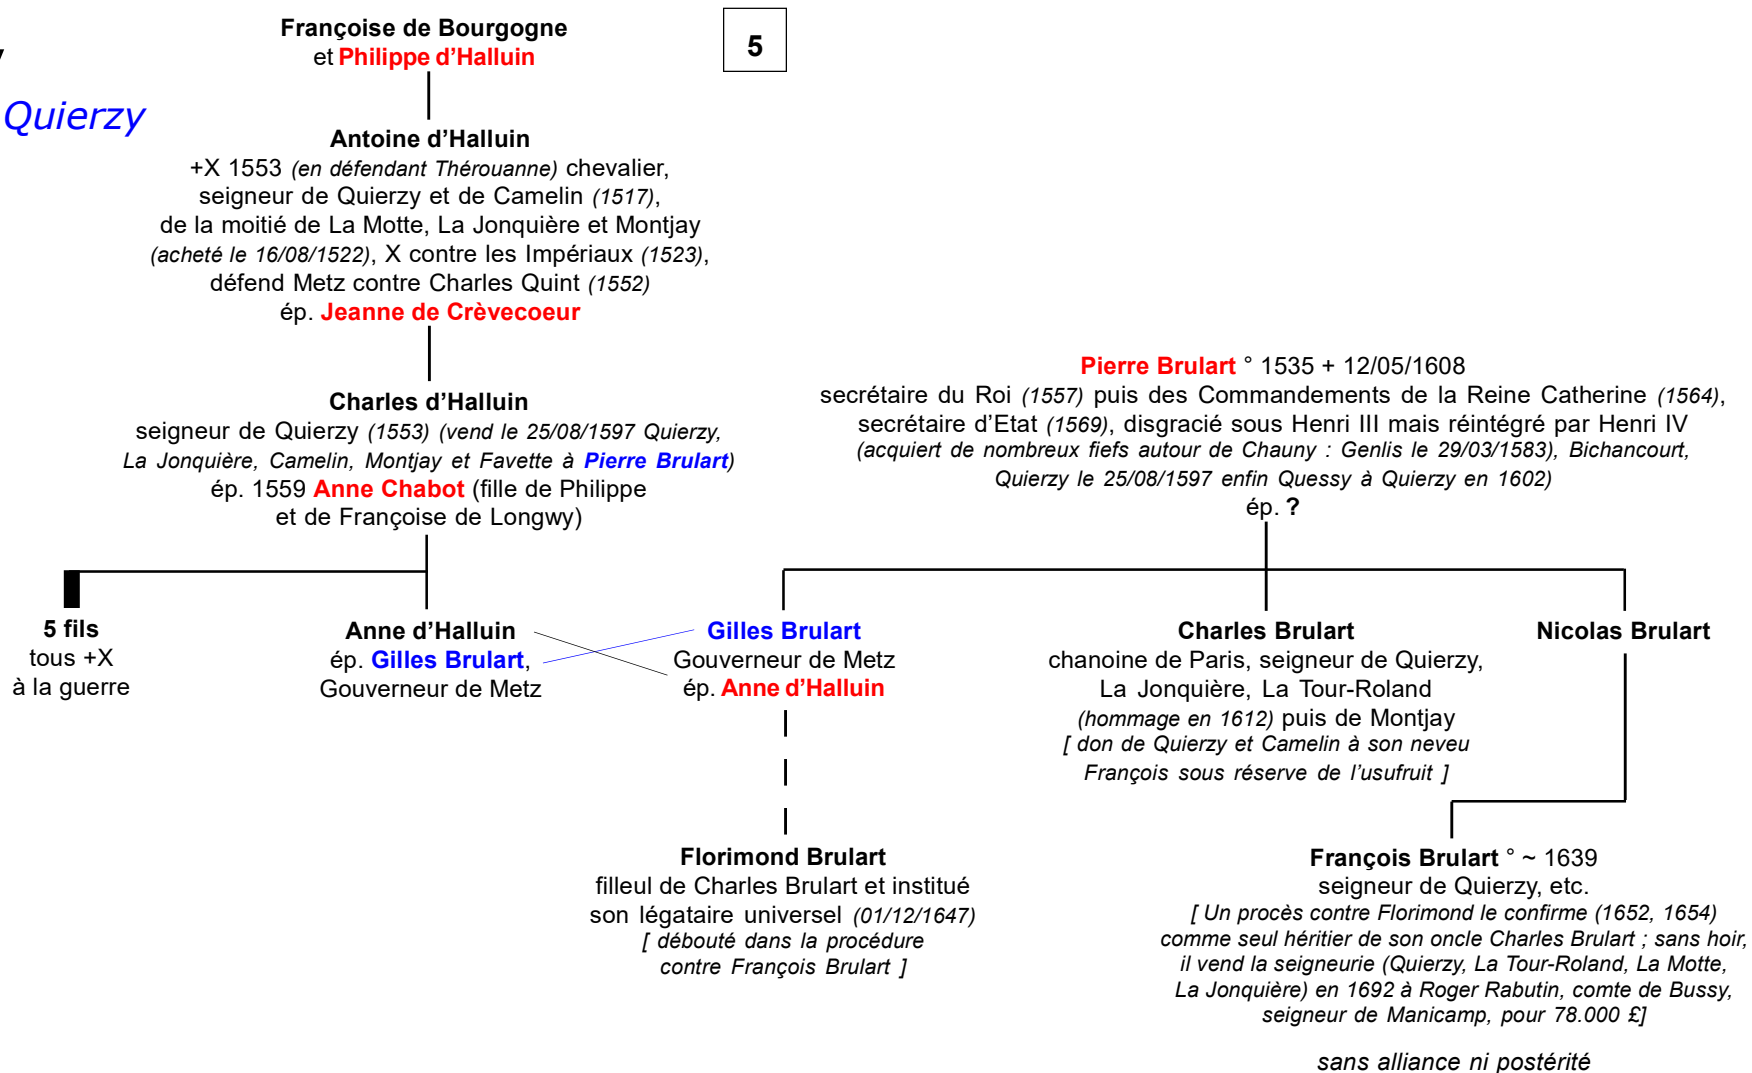 Françoise de Bourgogne
et Philippe d’Halluin
5
Quierzy
Antoine d’Halluin
+X 1553 (en défendant Thérouanne) chevalier,
seigneur de Quierzy et de Camelin (1517),
de la moitié de La Motte, La Jonquière et Montjay
(acheté le 16/08/1522), X contre les Impériaux (1523),
défend Metz contre Charles Quint (1552)
ép. Jeanne de Crèvecoeur
Charles d’Halluin
seigneur de Quierzy (1553) (vend le 25/08/1597 Quierzy,
La Jonquière, Camelin, Montjay et Favette à Pierre Brulart)
ép. 1559 Anne Chabot (fille de Philippe
et de Françoise de Longwy)
Pierre Brulart ° 1535 + 12/05/1608
secrétaire du Roi (1557) puis des Commandements de la Reine Catherine (1564),
secrétaire d’Etat (1569), disgracié sous Henri III mais réintégré par Henri IV
(acquiert de nombreux fiefs autour de Chauny : Genlis le 29/03/1583), Bichancourt,
Quierzy le 25/08/1597 enfin Quessy à Quierzy en 1602)
ép. ?
5 fils
tous +X
à la guerre
Anne d’Halluin
ép. Gilles Brulart,
Gouverneur de Metz
Gilles Brulart
Gouverneur de Metz
ép. Anne d’Halluin
Charles Brulart
chanoine de Paris, seigneur de Quierzy,
La Jonquière, La Tour-Roland
(hommage en 1612) puis de Montjay
[ don de Quierzy et Camelin à son neveu
François sous réserve de l’usufruit ]
Nicolas Brulart
Florimond Brulart
filleul de Charles Brulart et institué
son légataire universel (01/12/1647)
[ débouté dans la procédure
contre François Brulart ]
François Brulart ° ~ 1639
seigneur de Quierzy, etc.
[ Un procès contre Florimond le confirme (1652, 1654)
comme seul héritier de son oncle Charles Brulart ; sans hoir,
il vend la seigneurie (Quierzy, La Tour-Roland, La Motte,
La Jonquière) en 1692 à Roger Rabutin, comte de Bussy,
seigneur de Manicamp, pour 78.000 £]
sans alliance ni postérité